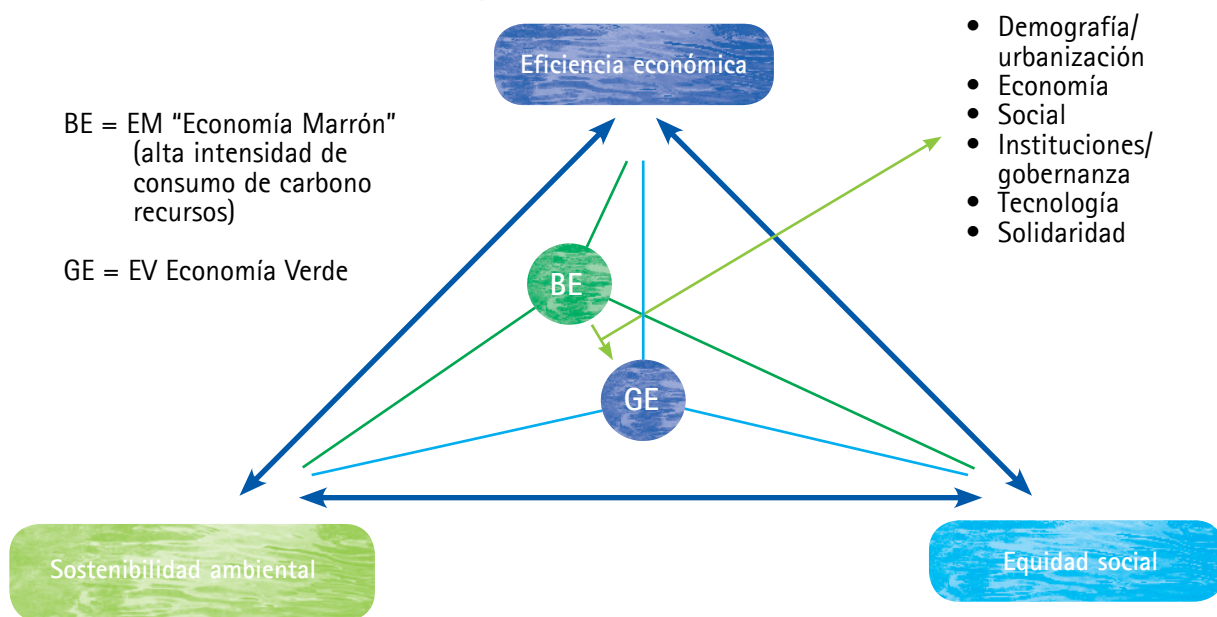 Eficiencia económica
• Demografía/
urbanización
• Economía
• Social
• Instituciones/
gobernanza
• Tecnología
• Solidaridad
BE = EM "Economía Marrón"
(alta intensidad de
consumo de carbono
recursos)
GE = EV Economía Verde
BE
GE
Sostenibilidad ambiental
Equidad social